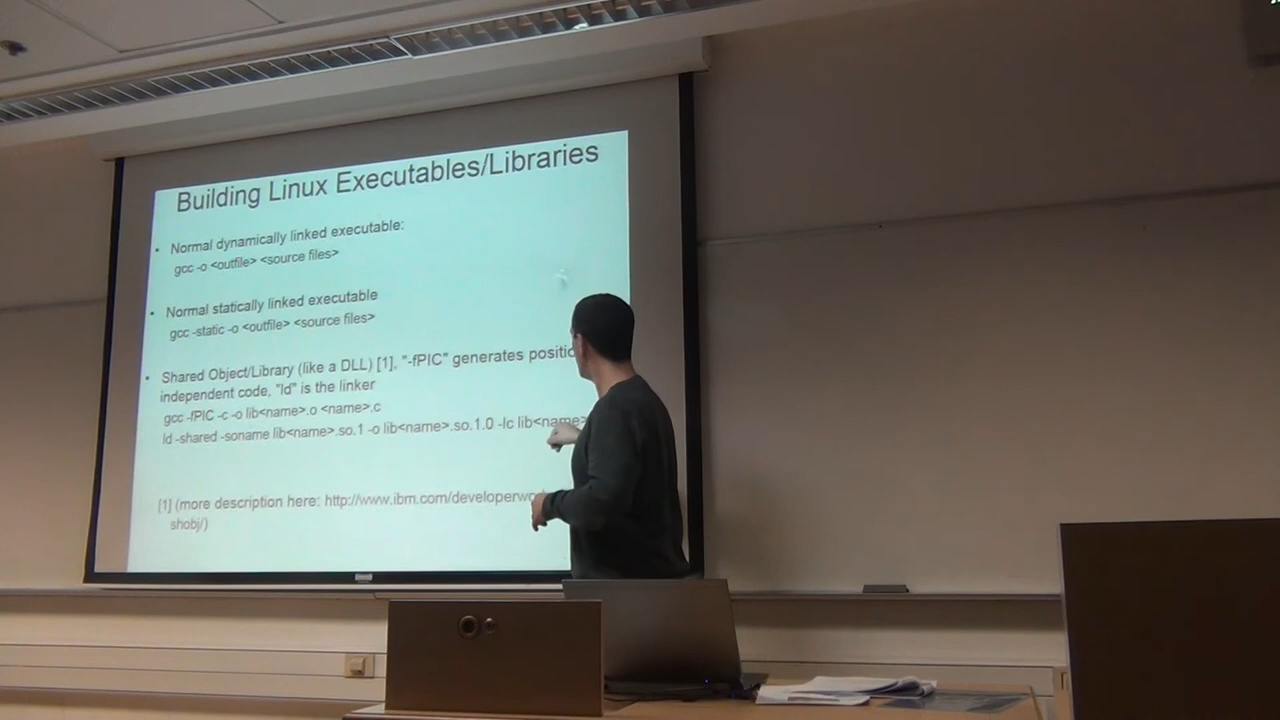 Building Linux Executables/Libraries
• Normal dynamically linked executable:
gcc -o <outfile> <source files>
• Normal statically linked executable
gcc -static -o <outfile> <source files>
• Shared Object/Library (like a DLL) [1], "-fPIC" generates
independent code, "ld" is the linker
gcc -fPIC -c -o lib<name>.o <name>.c
ld -shared -soname lib<name>.so.1 -o lib<name>.so.1.0 -lc lib<name>
[1] (more description here: http://www.ibm.com/developerwo
shobj/)